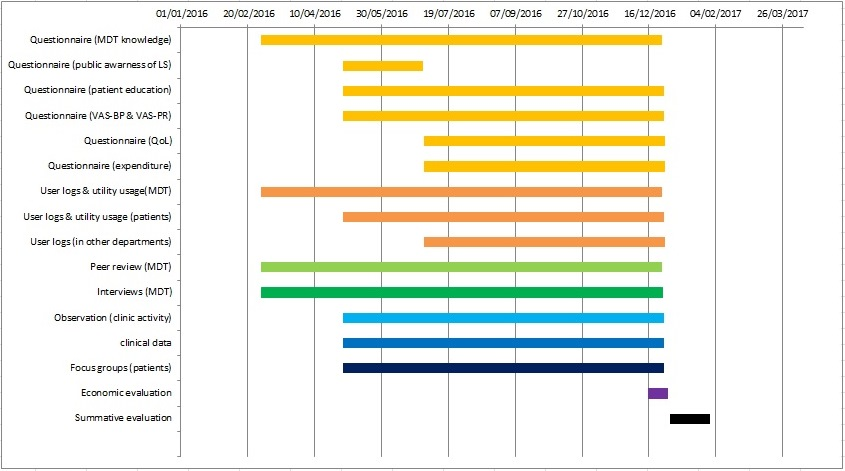 01/01/2016 20/02/2016 10/04/2016 30/05/2016 19/07/2016 07/09/2016 27/10/2016 16/12/2016 04/02/2017 26/03/2017
Questionnaire (MDT knowledge)
Questionnaire (public awarness of LS)
Questionnaire (patient education)
Questionnaire (VAS-BP & VAS-PR)
Questionnaire (QoL)
Questionnaire (expenditure)
User logs & utility usage(MDT)
User logs & utility usage (patients)
User logs (in other departments)
Peer review (MDT)
Interviews (MDT)
Observation (clinic activity)
clinical data
Focus groups (patients)
Economic evaluation
Summative evaluation